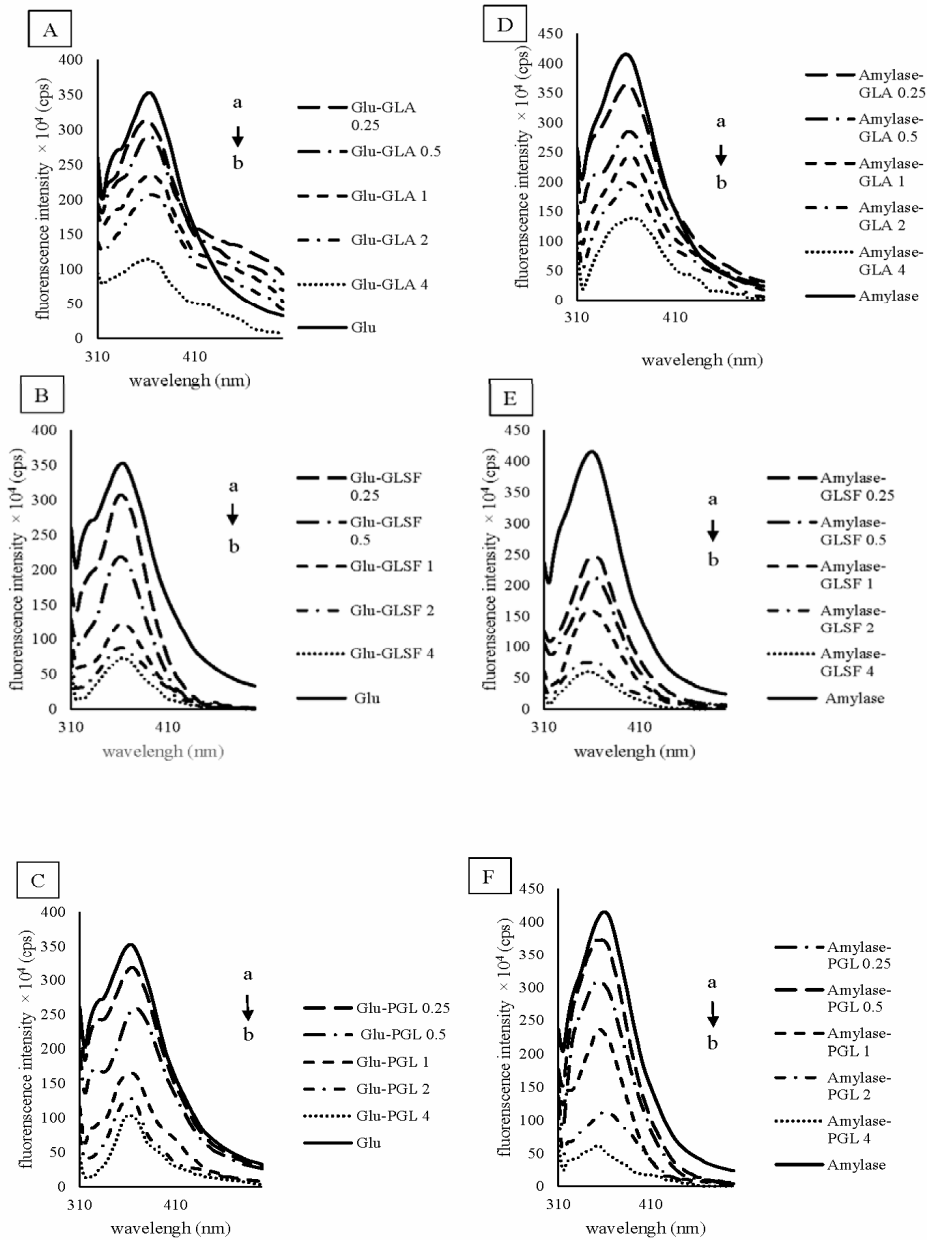 A
fluorenscence intensity × 10⁴ (cps)
400
350
300
250
200
150
100
50
0
310
410
wavelengh (nm)
a
b
Glu-GLA
0.25
Glu-GLA 0.5
Glu-GLA 1
Glu-GLA 2
Glu-GLA 4
Glu
D
fluorenscence intensity × 10⁴ (cps)
450
400
350
300
250
200
150
100
50
0
310
410
wavelengh (nm)
a
b
Amylase-
GLA 0.25
Amylase-
GLA 0.5
Amylase-
GLA 1
Amylase-
GLA 2
Amylase-
GLA 4
Amylase
B
fluorenscence intensity × 10⁴ (cps)
400
350
300
250
200
150
100
50
0
310
410
wavelengh (nm)
a
b
Glu-GLSF
0.25
Glu-GLSF
0.5
Glu-GLSF 1
Glu-GLSF 2
Glu-GLSF 4
Glu
E
fluorenscence intensity × 10⁴ (cps)
450
400
350
300
250
200
150
100
50
0
310
410
wavelengh (nm)
a
b
Amylase-
GLSF 0.25
Amylase-
GLSF 0.5
Amylase-
GLSF 1
Amylase-
GLSF 2
Amylase-
GLSF 4
Amylase
C
fluorenscence intensity × 10⁴ (cps)
400
350
300
250
200
150
100
50
0
310
410
wavelengh (nm)
a
b
Glu-PGL 0.25
Glu-PGL 0.5
Glu-PGL 1
Glu-PGL 2
Glu-PGL 4
Glu
F
fluorenscence intensity × 10⁴ (cps)
450
400
350
300
250
200
150
100
50
0
310
410
wavelengh (nm)
a
b
Amylase-
PGL 0.25
Amylase-
PGL 0.5
Amylase-
PGL 1
Amylase-
PGL 2
Amylase-
PGL 4
Amylase